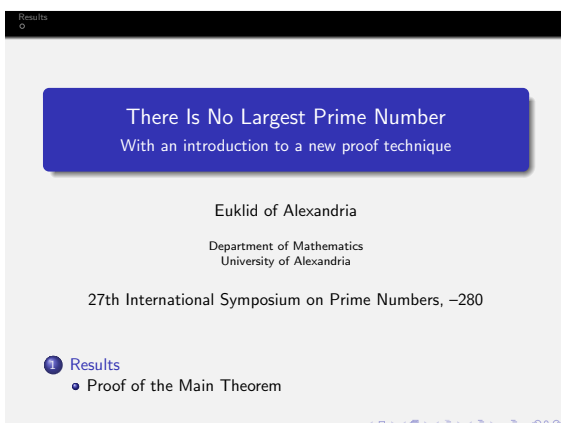 Results
There Is No Largest Prime Number
With an introduction to a new proof technique
Euklid of Alexandria
Department of Mathematics
University of Alexandria
27th International Symposium on Prime Numbers, –280
1 Results
Proof of the Main Theorem